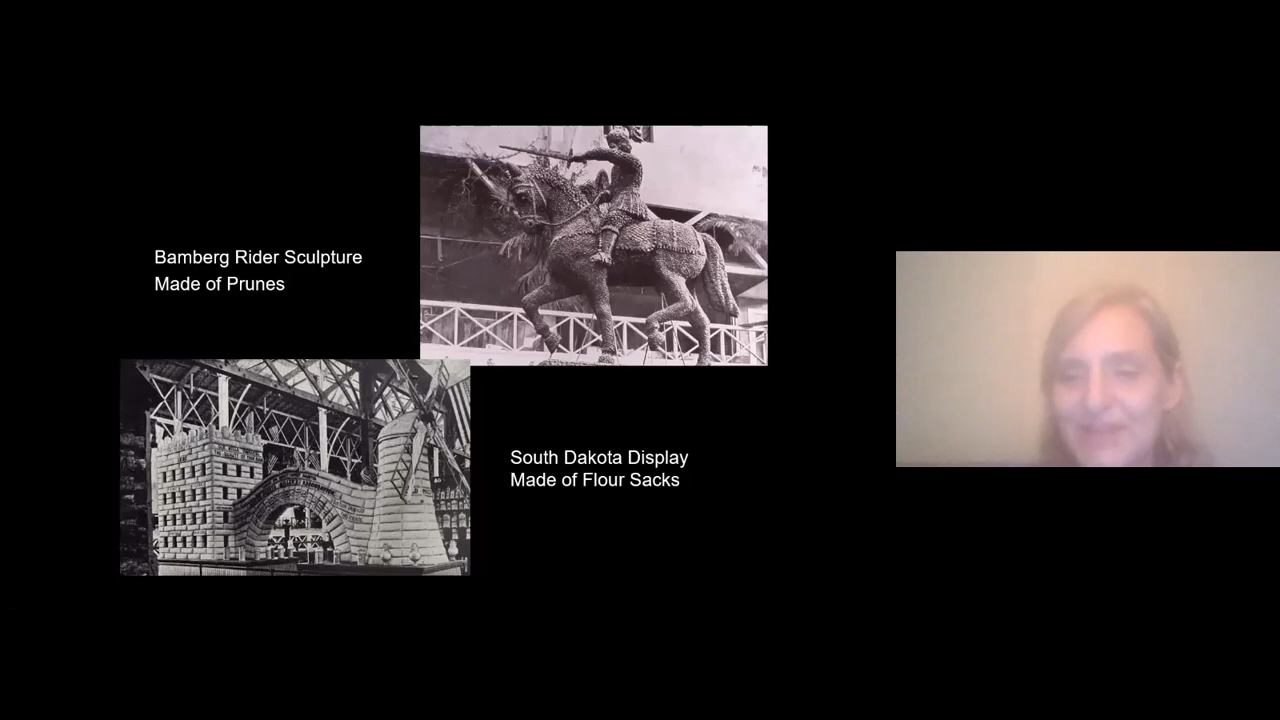 Bamberg Rider Sculpture
Made of Prunes
South Dakota Display
Made of Flour Sacks